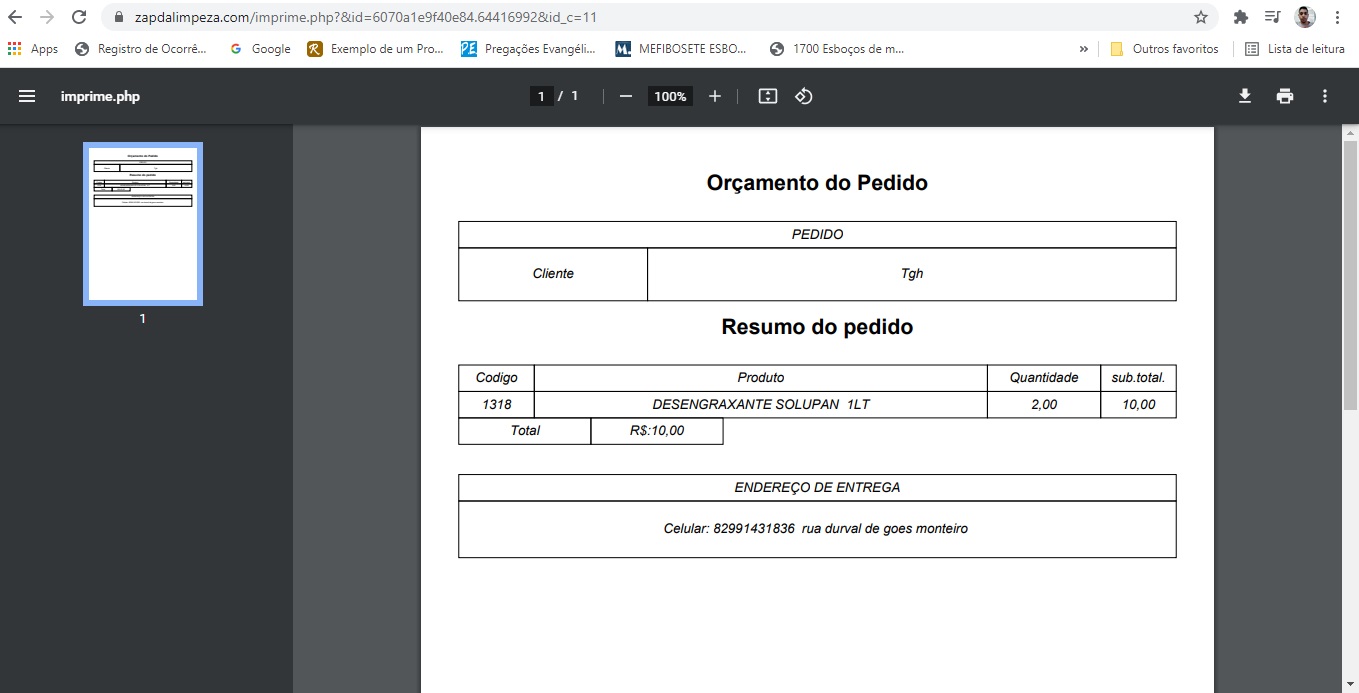 zapdalimpeza.com/imprime.php?&id=6070a1e9f40e84.64416992&id_c=11
Apps Registro de Ocorrê... Google Exemplo de um Pro... Pregações Evangéli... MEFIBOSETE ESBO... 1700 Esboços de m... » Outros favoritos Lista de leitura
imprime.php 1 / 1 100%
1
Orçamento do Pedido
PEDIDO
Cliente Tgh
Resumo do pedido
Codigo Produto Quantidade sub.total.
1318 DESENGRAXANTE SOLUPAN 1LT 2,00 10,00
Total R$:10,00
ENDEREÇO DE ENTREGA
Celular: 82991431836 rua durval de goes monteiro